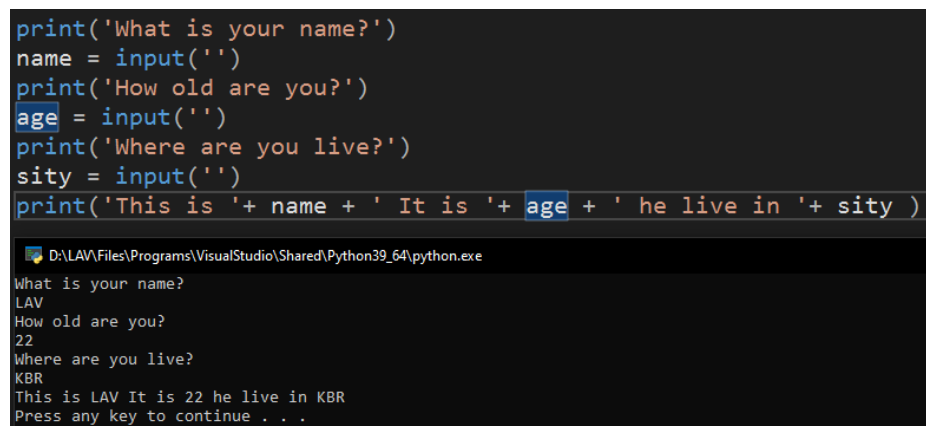 print('What is your name?')
name = input('')
print('How old are you?')
age = input('')
print('Where are you live?')
sity = input('')
print('This is '+ name + ' It is '+ age + ' he live in '+ sity )
D:\LAV\Files\Programs\VisualStudio\Shared\Python39_64\python.exe
What is your name?
LAV
How old are you?
22
Where are you live?
KBR
This is LAV It is 22 he live in KBR
Press any key to continue . . .